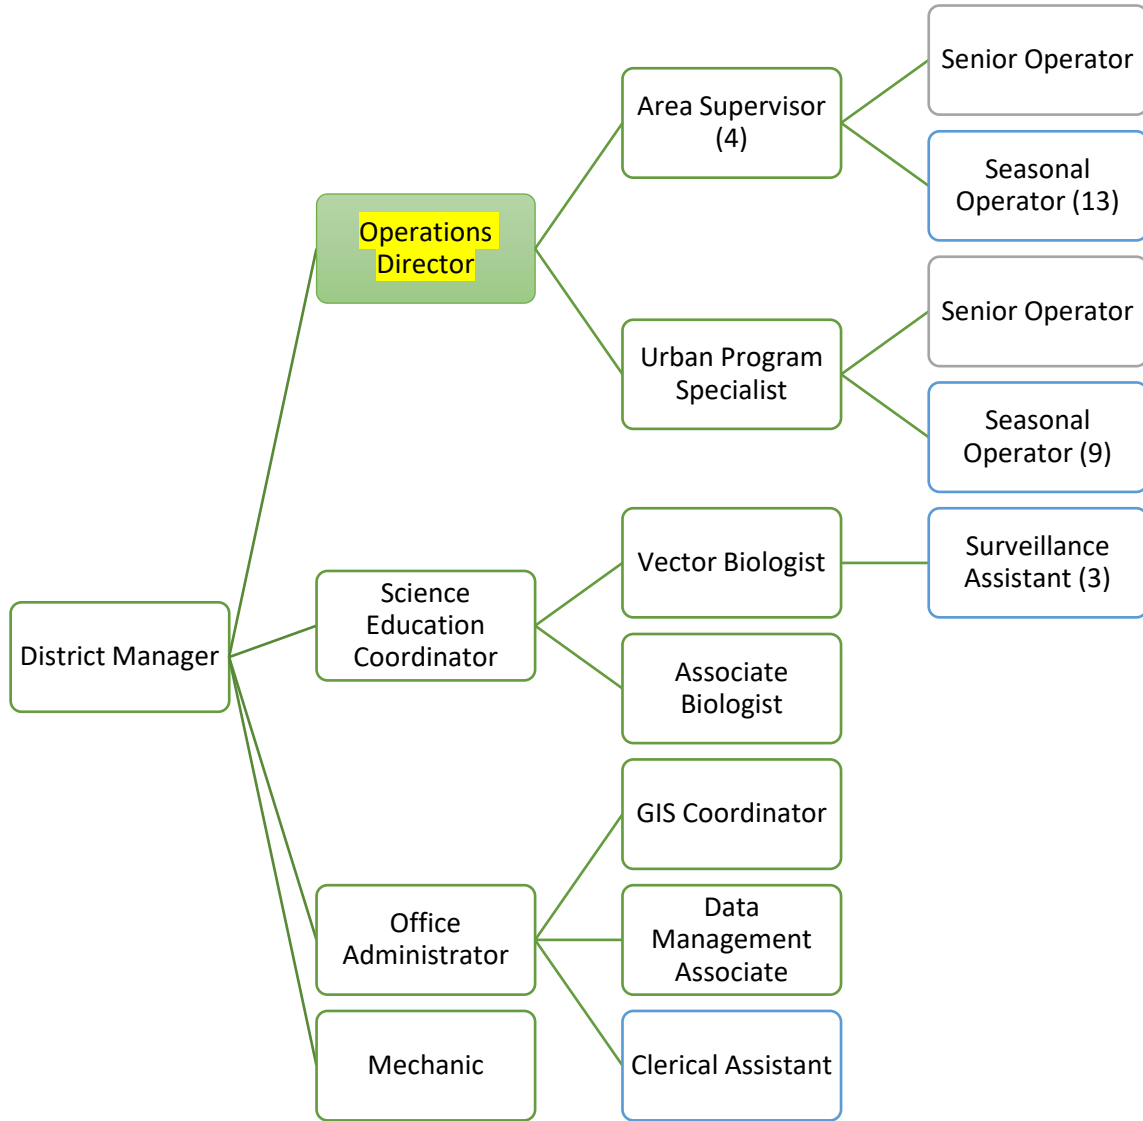 Senior Operator
Area Supervisor
(4)
Seasonal
Operator (13)
Operations
Director
Senior Operator
Urban Program
Specialist
Seasonal
Operator (9)
Vector Biologist
Surveillance
Assistant (3)
Science
Education
Coordinator
District Manager
Associate
Biologist
GIS Coordinator
Office
Administrator
Data
Management
Associate
Mechanic
Clerical Assistant